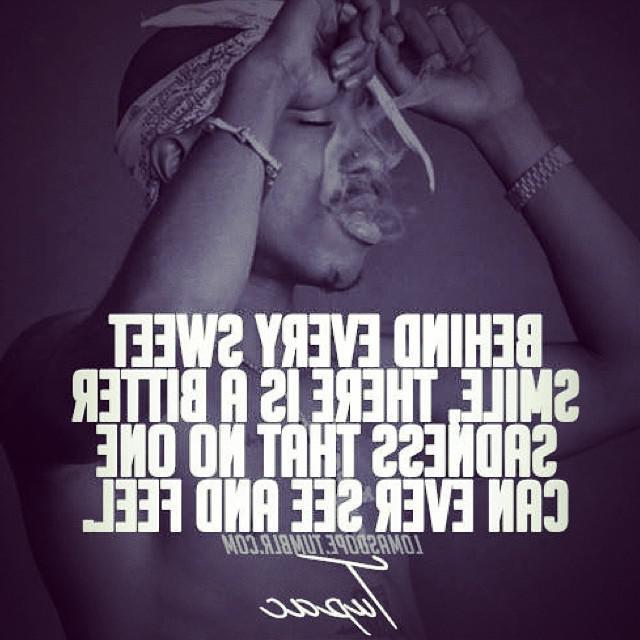 BEHIND EVERY SWEET
SMILE, THERE IS A BITTER
SADNESS THAT NO ONE
CAN EVER SEE AND FEEL.
LOMASDOPE.TUMBLR.COM
Tupac